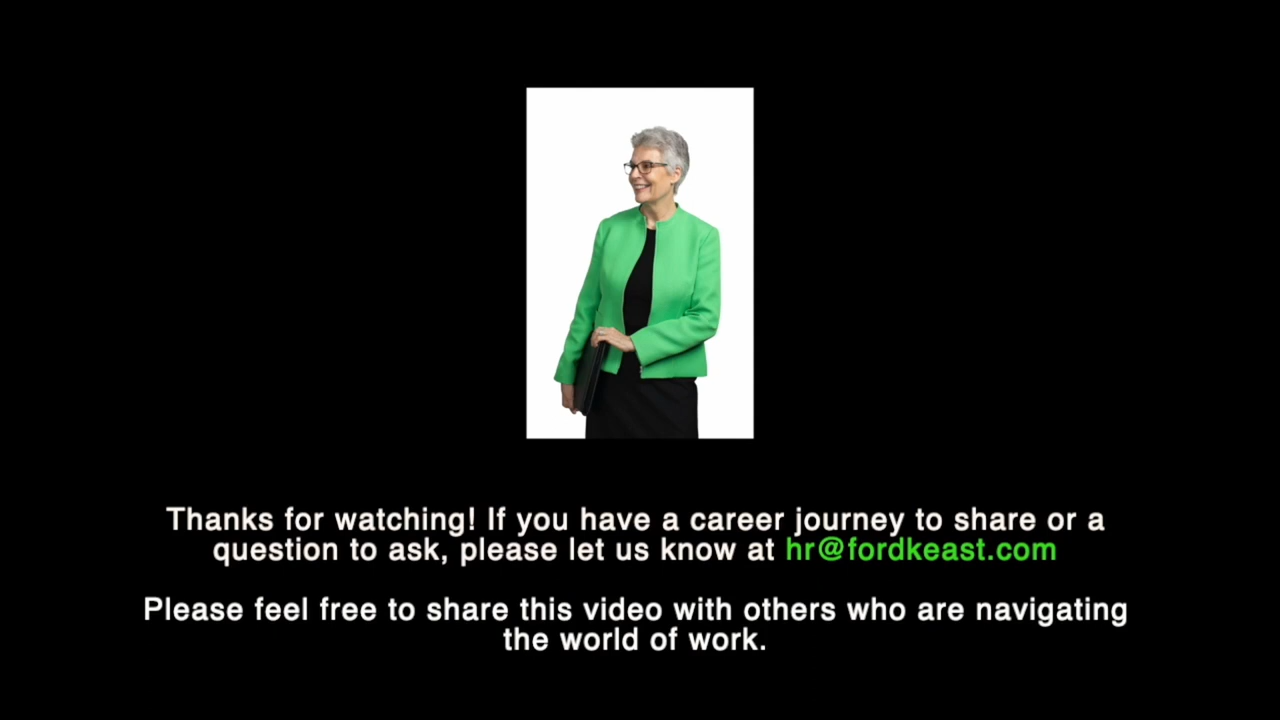 Thanks for watching! If you have a career journey to share or a
question to ask, please let us know at hr@fordkeast.com
Please feel free to share this video with others who are navigating
the world of work.